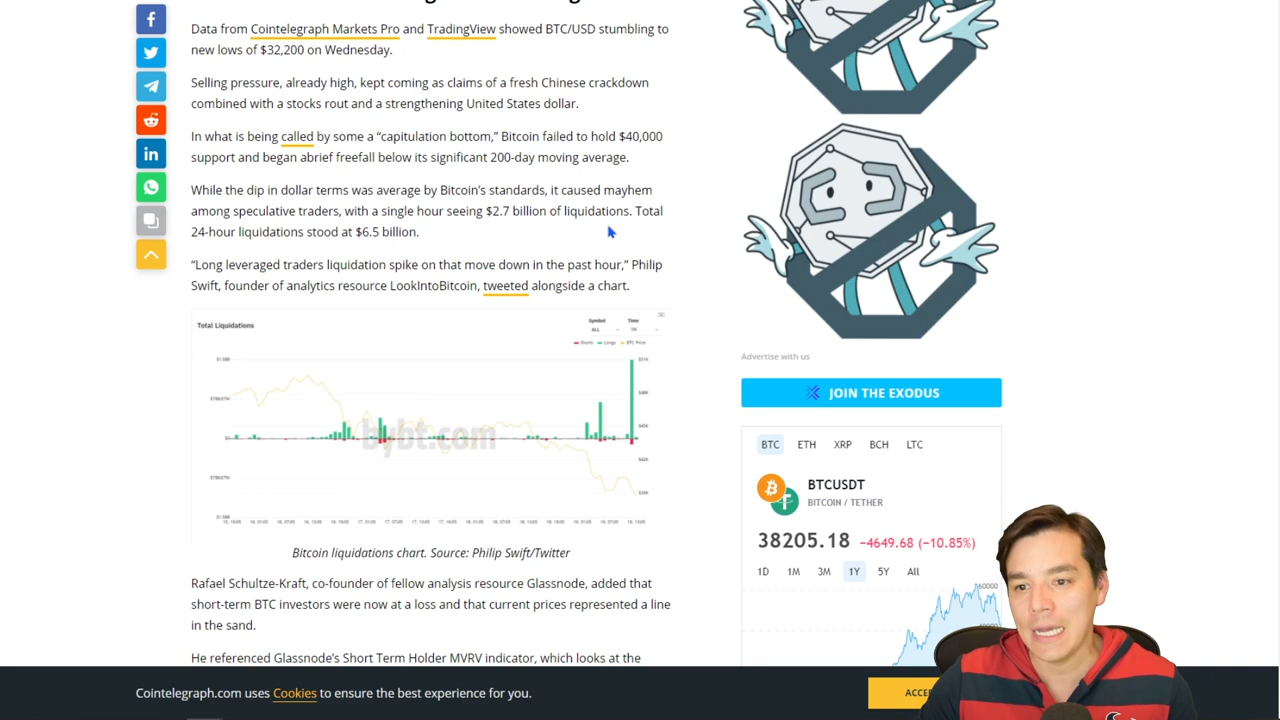 Data from Cointelegraph Markets Pro and TradingView showed BTC/USD stumbling to
new lows of $32,200 on Wednesday.
Selling pressure, already high, kept coming as claims of a fresh Chinese crackdown
combined with a stocks rout and a strengthening United States dollar.
In what is being called by some a “capitulation bottom,” Bitcoin failed to hold $40,000
support and began abrief freefall below its significant 200-day moving average.
While the dip in dollar terms was average by Bitcoin’s standards, it caused mayhem
among speculative traders, with a single hour seeing $2.7 billion of liquidations. Total
24-hour liquidations stood at $6.5 billion.
“Long leveraged traders liquidation spike on that move down in the past hour,” Philip
Swift, founder of analytics resource LookIntoBitcoin, tweeted alongside a chart.
Total Liquidations
Symbol Time
ALL
Shorts Longs BTC Price
bybt.com
Bitcoin liquidations chart. Source: Philip Swift/Twitter
Rafael Schultze-Kraft, co-founder of fellow analysis resource Glassnode, added that
short-term BTC investors were now at a loss and that current prices represented a line
in the sand.
He referenced Glassnode’s Short Term Holder MVRV indicator, which looks at the
Advertise with us
JOIN THE EXODUS
BTC ETH XRP BCH LTC
BTCUSDT
BITCOIN / TETHER
38205.18 −4649.68 (−10.85%)
1D 1M 3M 1Y 5Y All
60000
Cointelegraph.com uses Cookies to ensure the best experience for you.